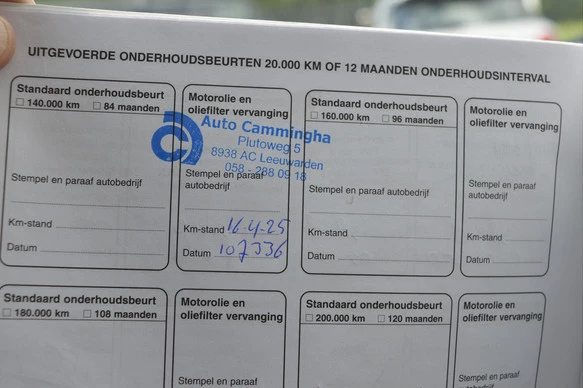 UITGEVOERDE ONDERHOUDSBEURTEN 20.000 KM OF 12 MAANDEN ONDERHOUDSINTERVAL
Standaard onderhoudsbeurt
☐ 140.000 km ☐ 84 maanden
Stempel en paraaf autobedrijf
Km-stand
Datum
Motorolie en
oliefilter vervanging
Auto Cammingha
Plutoweg 5
8938 AC Leeuwarden
058 - 288 09 18
Stempel en paraaf
autobedrijf
Km-stand 16-4-25
Datum 107336
Standaard onderhoudsbeurt
☐ 160.000 km ☐ 96 maanden
Stempel en paraaf autobedrijf
Km-stand
Datum
Motorolie en
oliefilter vervanging
Stempel en paraaf
autobedrijf
Km-stand
Datum
Standaard onderhoudsbeurt
☐ 180.000 km ☐ 108 maanden
Motorolie en
oliefilter vervanging
Stempel en paraaf
Standaard onderhoudsbeurt
☐ 200.000 km ☐ 120 maanden
Motorolie en
oliefilter vervanging
Stempel en paraaf